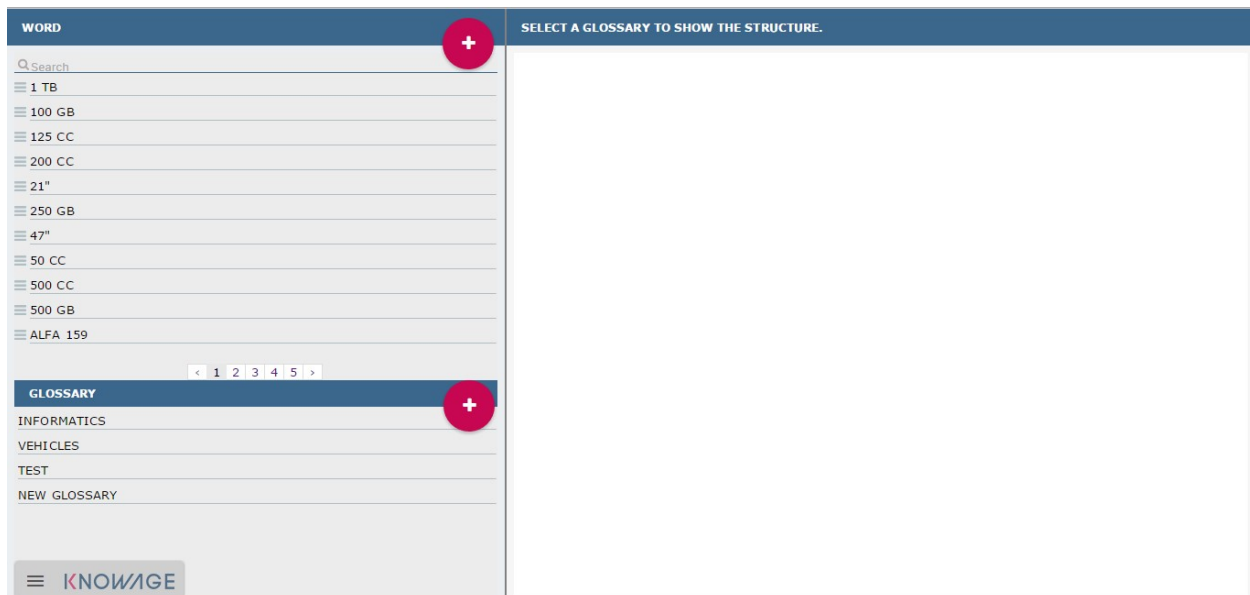 WORD
Search
1 TB
100 GB
125 CC
200 CC
21"
250 GB
47"
50 CC
500 CC
500 GB
ALFA 159
‹ 1 2 3 4 5 ›
GLOSSARY
INFORMATICS
VEHICLES
TEST
NEW GLOSSARY
KNOWAGE
SELECT A GLOSSARY TO SHOW THE STRUCTURE.